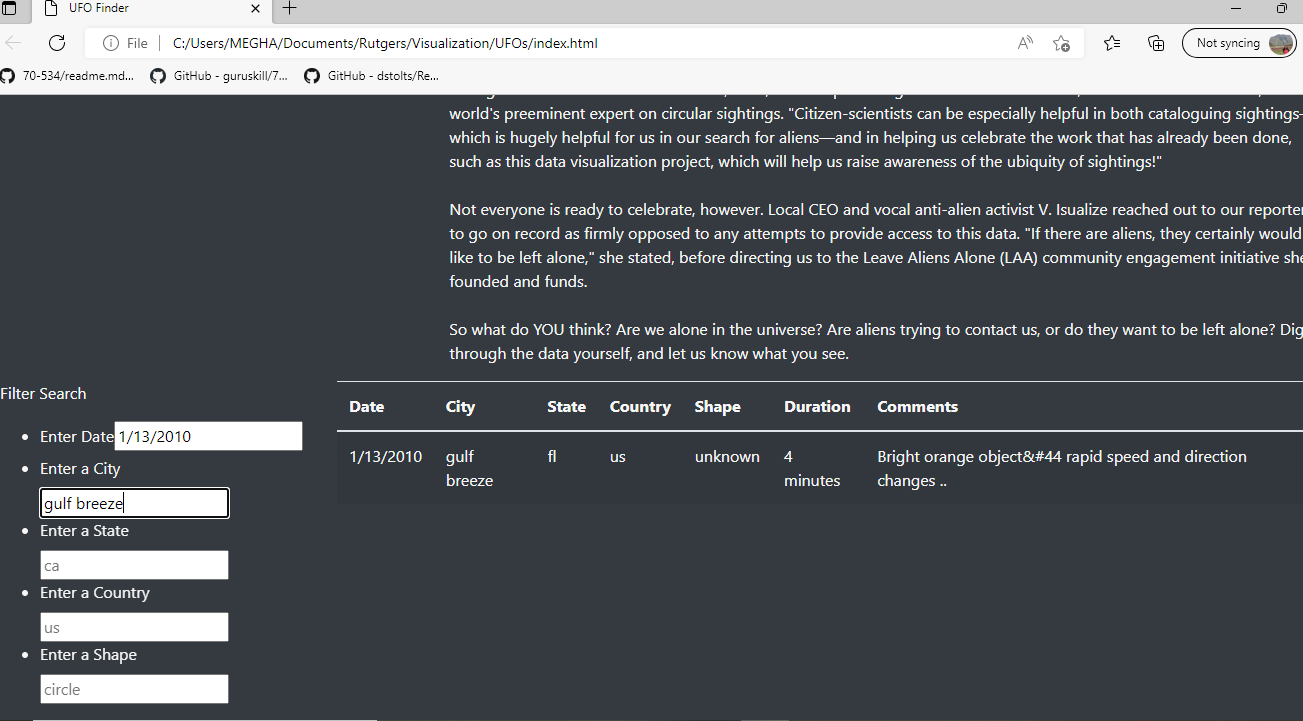 UFO Finder
File
C:/Users/MEGHA/Documents/Rutgers/Visualization/UFOs/index.html
Not syncing
70-534/readme.md...
GitHub - guruskill/7...
GitHub - dstolts/Re...
world's preeminent expert on circular sightings. "Citizen-scientists can be especially helpful in both cataloguing sightings—
which is hugely helpful for us in our search for aliens—and in helping us celebrate the work that has already been done,
such as this data visualization project, which will help us raise awareness of the ubiquity of sightings!"
Not everyone is ready to celebrate, however. Local CEO and vocal anti-alien activist V. Isualize reached out to our reporter
to go on record as firmly opposed to any attempts to provide access to this data. "If there are aliens, they certainly would
like to be left alone," she stated, before directing us to the Leave Aliens Alone (LAA) community engagement initiative she
founded and funds.
So what do YOU think? Are we alone in the universe? Are aliens trying to contact us, or do they want to be left alone? Dig
through the data yourself, and let us know what you see.
Filter Search
Enter Date 1/13/2010
Enter a City
gulf breeze
Enter a State
ca
Enter a Country
us
Enter a Shape
circle
Date City State Country Shape Duration Comments
1/13/2010 gulf fl us unknown 4 Bright orange object&#44 rapid speed and direction
breeze minutes changes ..